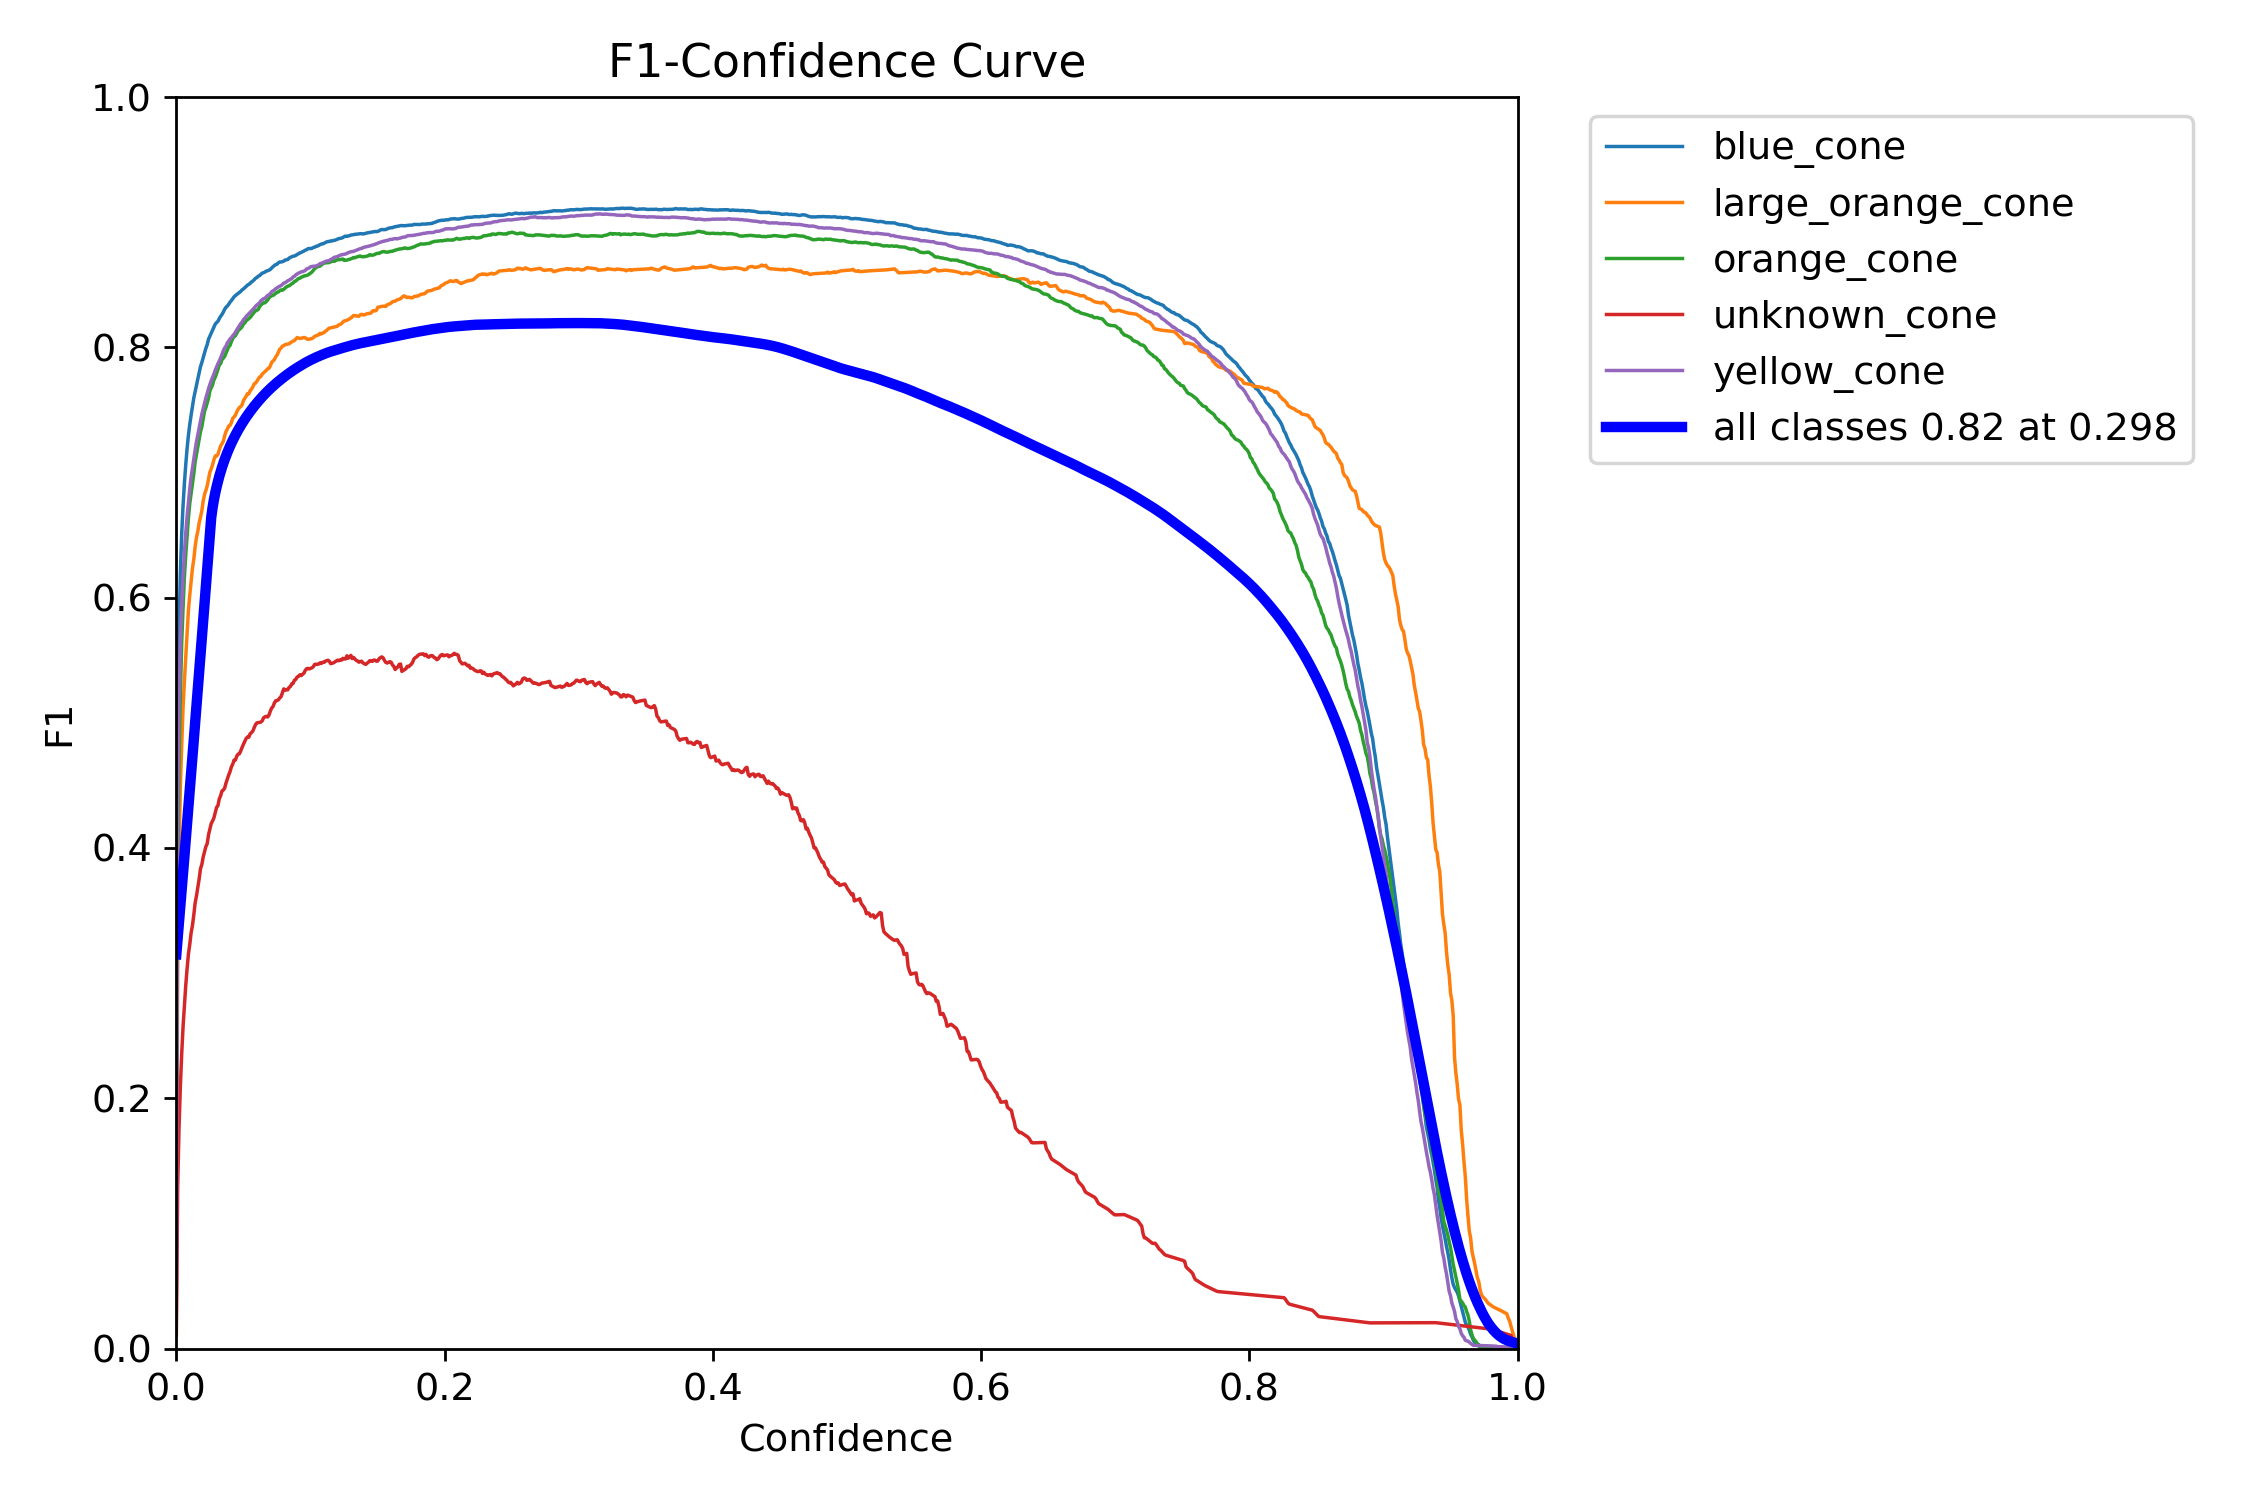 F1-Confidence Curve
1.0
0.8
0.6
0.4
0.2
0.0
F1
0.0 0.2 0.4 0.6 0.8 1.0
Confidence
blue_cone
large_orange_cone
orange_cone
unknown_cone
yellow_cone
all classes 0.82 at 0.298